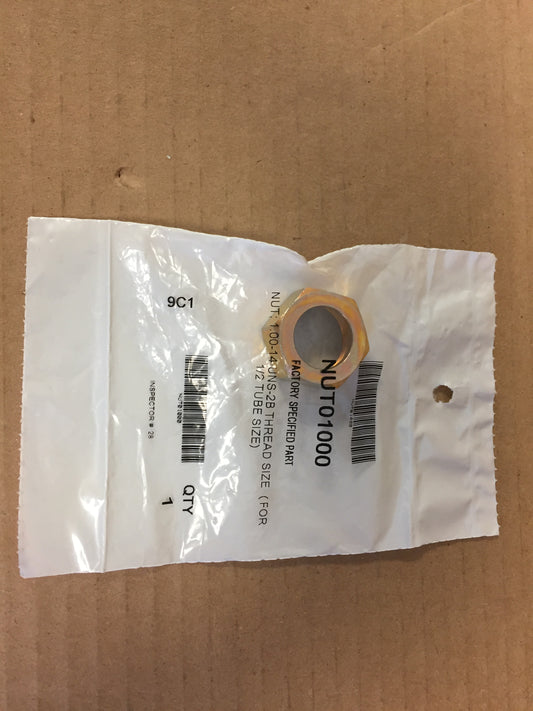 NUT01000
FACTORY SPECIFIED PART
NUT; 1.00-14 UNS-2B THREAD SIZE (FOR
1/2 TUBE SIZE)
9C1
QTY
1
NUT01000
INSPECTOR # 28